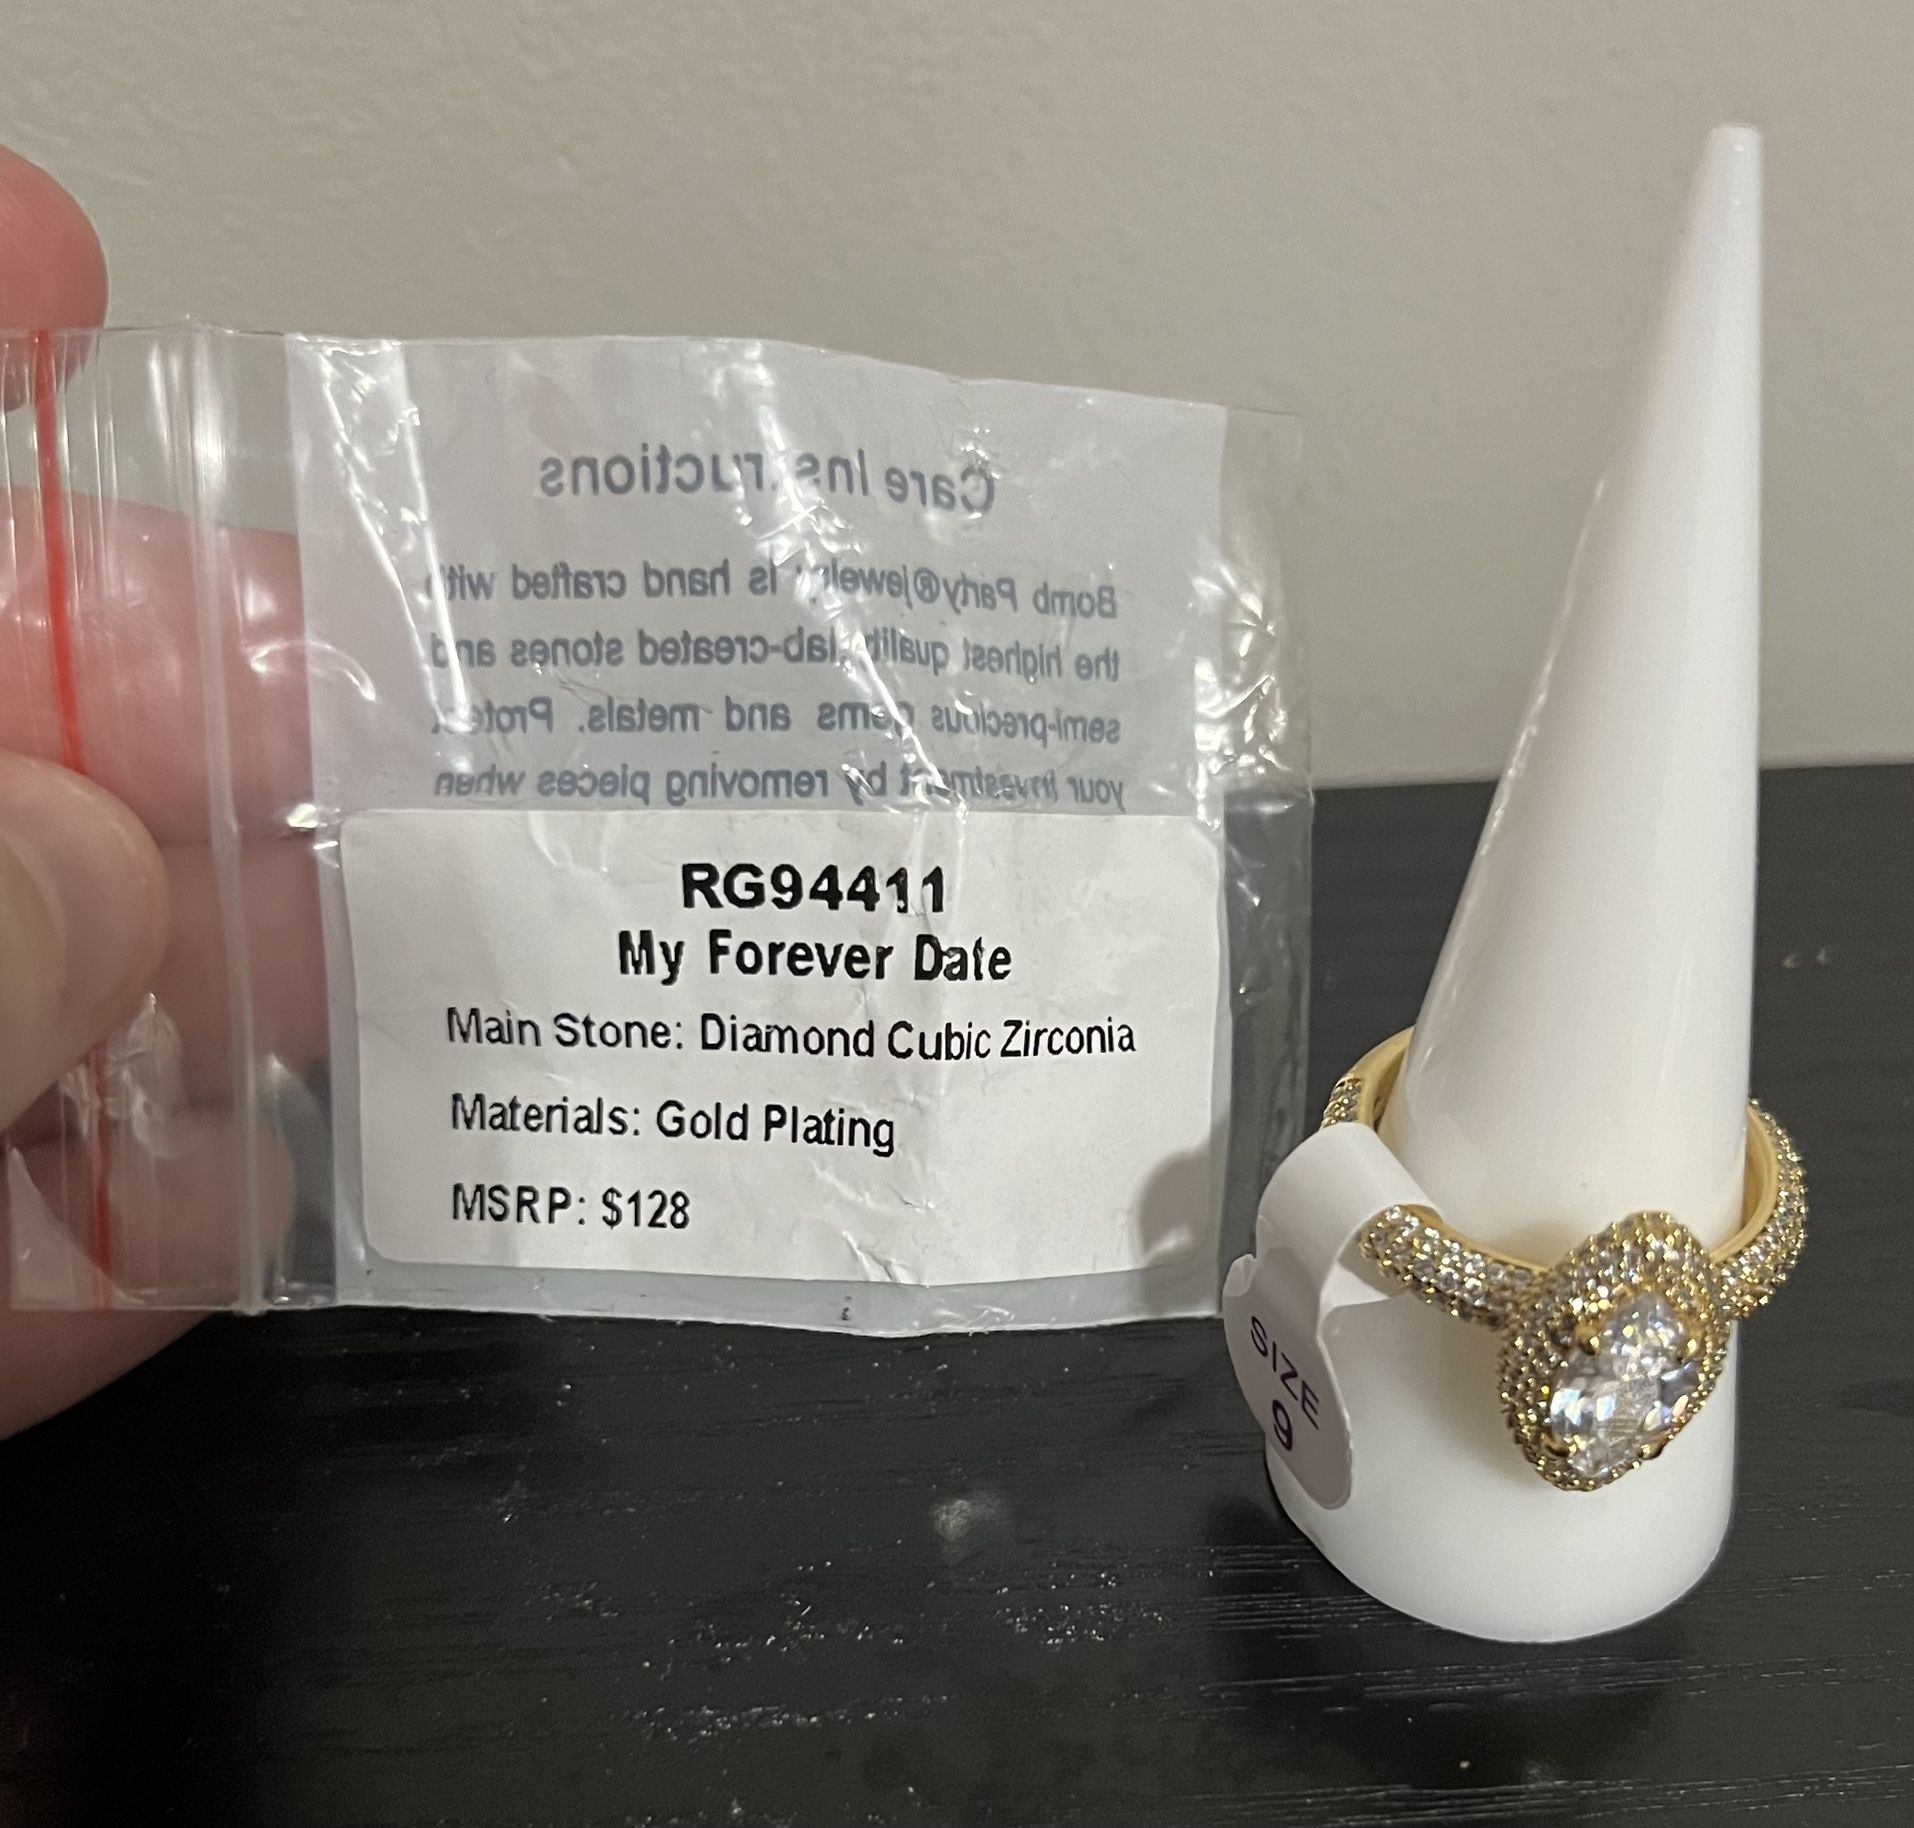 Care Instructions
Bomb Party® jewelry is hand crafted with
the highest quality lab-created stones and
semi-precious gems and metals. Protect
your investment by removing pieces when
RG94411
My Forever Date
Main Stone: Diamond Cubic Zirconia
Materials: Gold Plating
MSRP: $128
SIZE
9